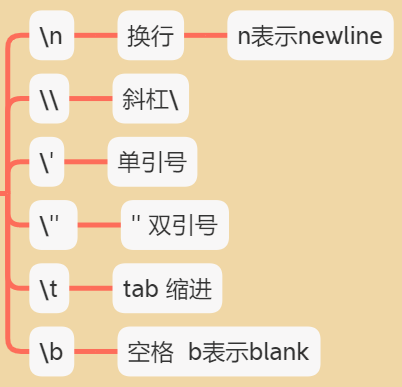 \n 换行 n表示newline
\\ 斜杠\
\' 单引号
\" " 双引号
\t tab 缩进
\b 空格 b表示blank